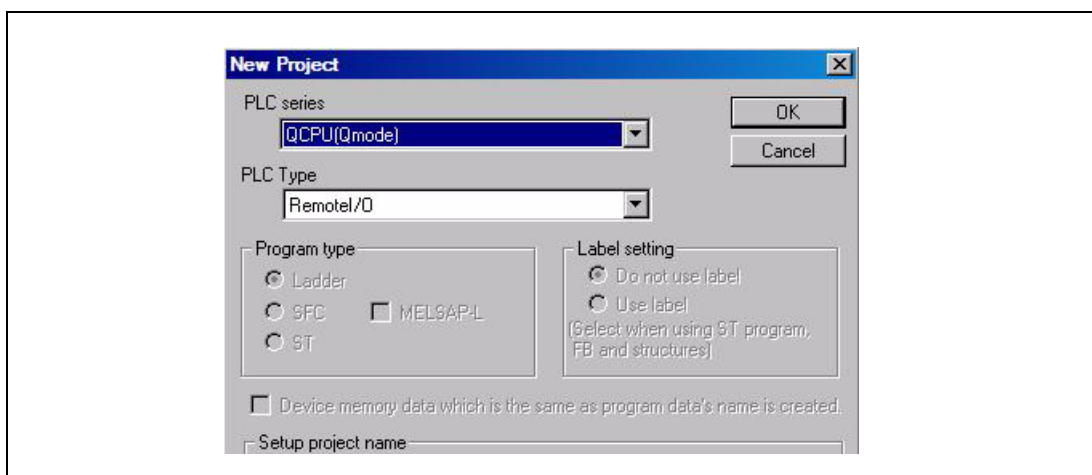 New Project
PLC series
OK
QCPU(Qmode)
Cancel
PLC Type
RemoteI/O
Program type
Label setting
Ladder
Do not use label
SFC
MELSAP-L
Use label
ST
(Select when using ST program,
FB and structures)
Device memory data which is the same as program data's name is created.
Setup project name